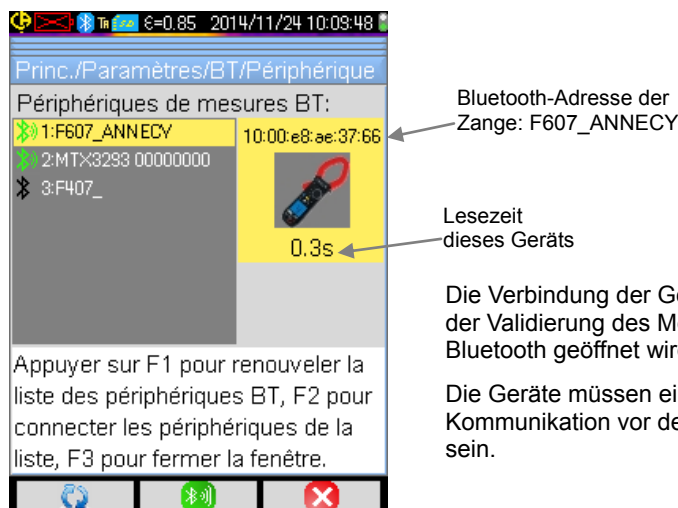 Ta ε=0.85 2014/11/24 10:09:48
Princ./Paramètres/BT/Périphérique
Périphériques de mesures BT:
1:F607_ANNECY
10:00:e8:ae:37:66
2:MTX3293 00000000
3:F407_
0.3s
Appuyer sur F1 pour renouveler la
liste des périphériques BT, F2 pour
connecter les périphériques de la
liste, F3 pour fermer la fenêtre.
Bluetooth-Adresse der
Zange: F607_ANNECY
Lesezeit
dieses Geräts
Die Verbindung der
der Validierung des
Bluetooth geöffnet
Die Geräte müssen
Kommunikation vor
sein.